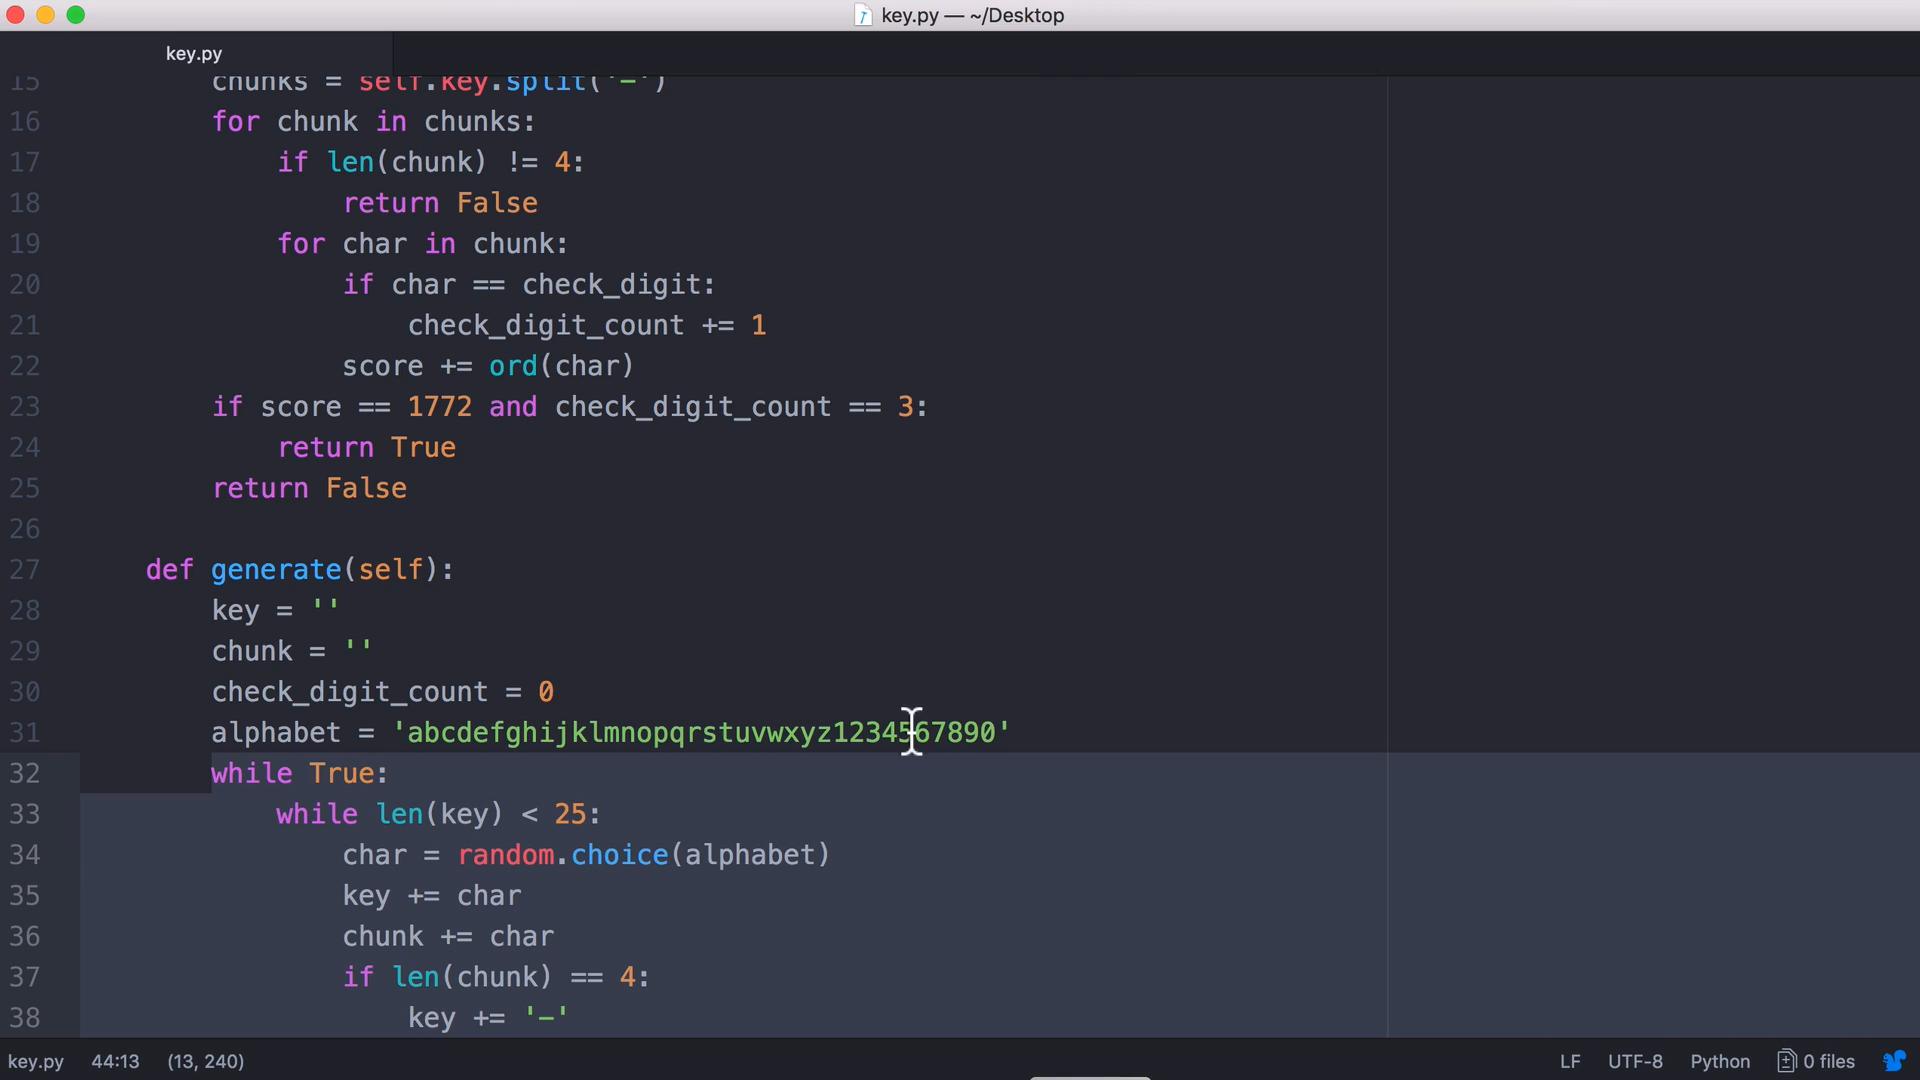 key.py — ~/Desktop
key.py
15 chunks = self.key.split('-')
16 for chunk in chunks:
17 if len(chunk) != 4:
18 return False
19 for char in chunk:
20 if char == check_digit:
21 check_digit_count += 1
22 score += ord(char)
23 if score == 1772 and check_digit_count == 3:
24 return True
25 return False
26
27 def generate(self):
28 key = ''
29 chunk = ''
30 check_digit_count = 0
31 alphabet = 'abcdefghijklmnopqrstuvwxyz1234567890'
32 while True:
33 while len(key) < 25:
34 char = random.choice(alphabet)
35 key += char
36 chunk += char
37 if len(chunk) == 4:
38 key += '-'
key.py 44:13 (13, 240) LF UTF-8 Python 0 files